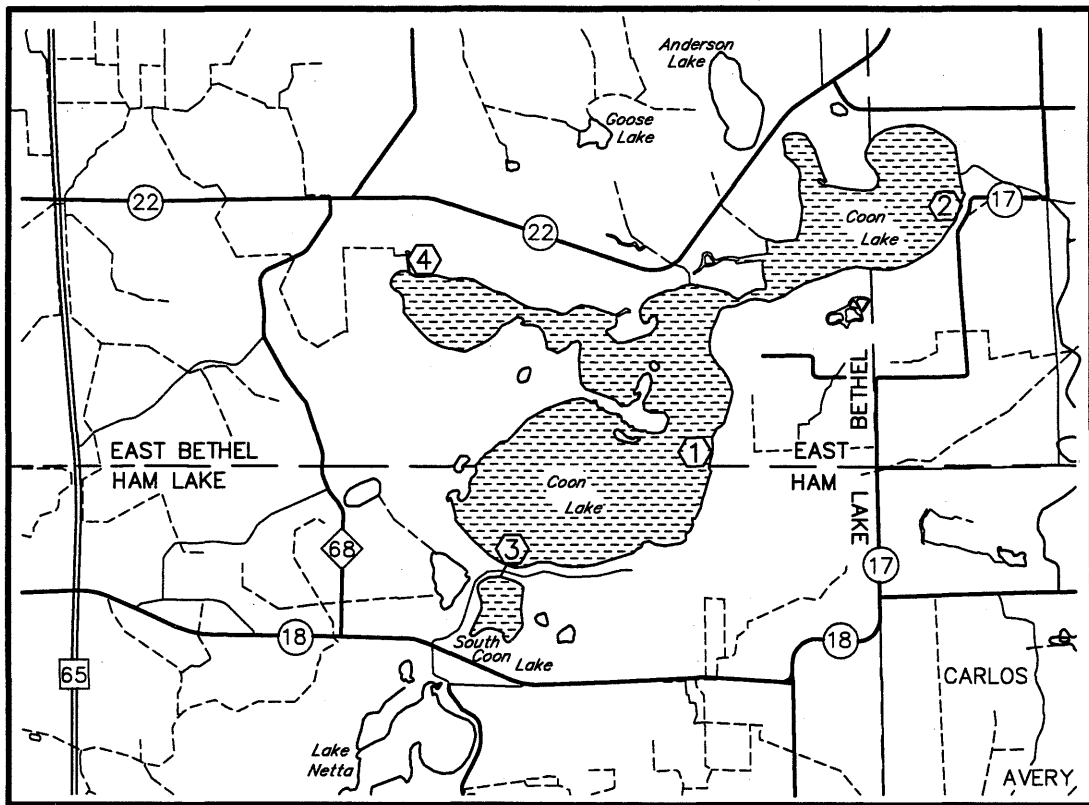 Anderson
Lake
Goose
Lake
22
22
2
17
Coon
Lake
4
BETHEL
EAST BETHEL
HAM LAKE
1
EAST
HAM
LAKE
Coon
Lake
3
68
17
18
South
Coon
Lake
18
65
CARLOS
Lake
Netta
AVERY